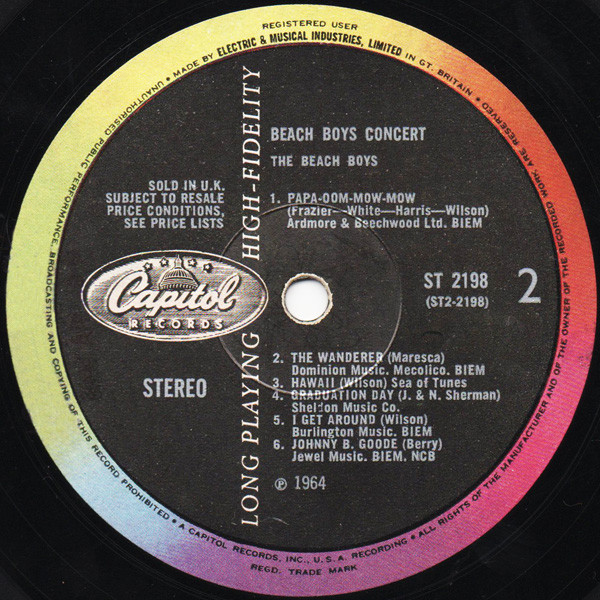 REGISTERED USER
UNAUTHORISED PUBLIC PERFORMANCE, BROADCASTING AND COPYING OF THIS RECORD PROHIBITED • MADE BY ELECTRIC & MUSICAL INDUSTRIES, LIMITED IN GT. BRITAIN • ALL RIGHTS OF THE MANUFACTURER AND OF THE OWNER OF THE RECORDED WORK ARE RESERVED
LONG PLAYING HIGH-FIDELITY
BEACH BOYS CONCERT
THE BEACH BOYS
SOLD IN U.K.
SUBJECT TO RESALE
PRICE CONDITIONS,
SEE PRICE LISTS
1. PAPA-OOM-MOW-MOW
(Frazier—White—Harris—Wilson)
Ardmore & Beechwood Ltd. BIEM
Capitol
RECORDS
ST 2198
(ST2-2198)
2
STEREO
2. THE WANDERER (Maresca)
Dominion Music. Mecolico. BIEM
3. HAWAII (Wilson) Sea of Tunes
4. GRADUATION DAY (J. & N. Sherman)
Sheldon Music Co.
5. I GET AROUND (Wilson)
Burlington Music. BIEM
6. JOHNNY B. GOODE (Berry)
Jewel Music. BIEM. NCB
℗ 1964
• A CAPITOL RECORDS, INC., U.S.A. RECORDING •
REGD. TRADE MARK